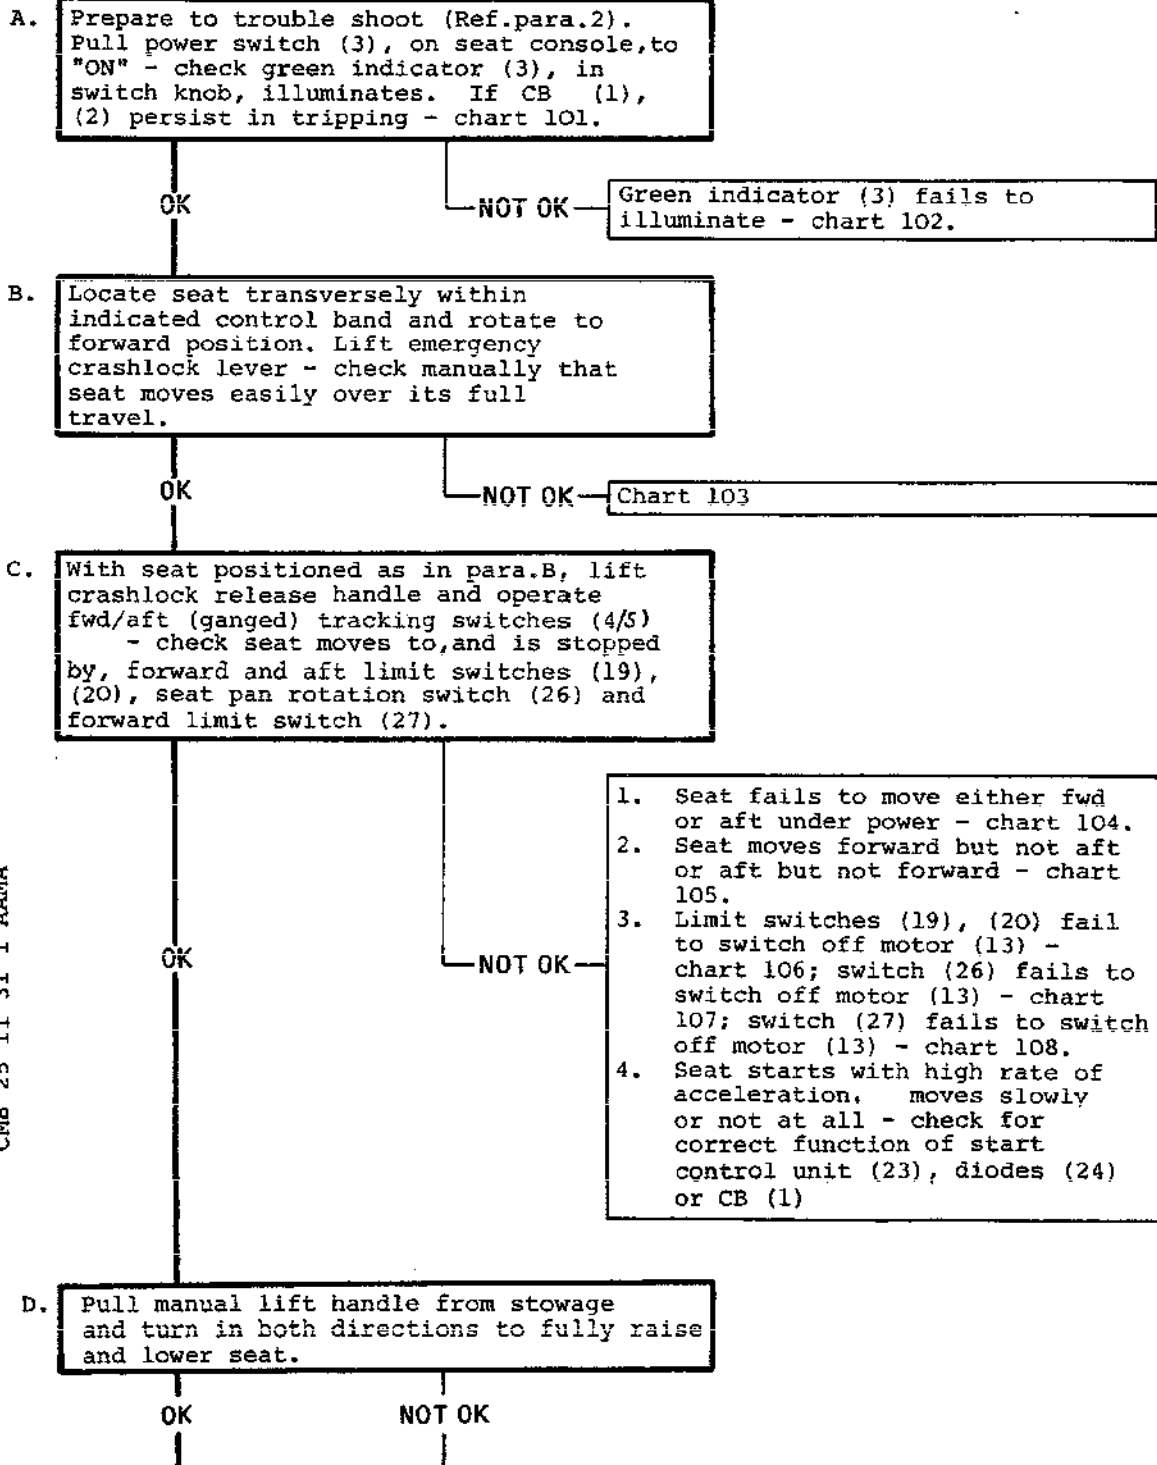 A. Prepare to trouble shoot (Ref.para.2).
Pull power switch (3), on seat console,to
"ON" - check green indicator (3), in
switch knob, illuminates. If CB (1),
(2) persist in tripping - chart 101.
OK
NOT OK
Green indicator (3) fails to
illuminate - chart 102.
B. Locate seat transversely within
indicated control band and rotate to
forward position. Lift emergency
crashlock lever - check manually that
seat moves easily over its full
travel.
OK
NOT OK
Chart 103
C. With seat positioned as in para.B, lift
crashlock release handle and operate
fwd/aft (ganged) tracking switches (4/5)
- check seat moves to,and is stopped
by, forward and aft limit switches (19),
(20), seat pan rotation switch (26) and
forward limit switch (27).
OK
NOT OK
1. Seat fails to move either fwd
or aft under power - chart 104.
2. Seat moves forward but not aft
or aft but not forward - chart
105.
3. Limit switches (19), (20) fail
to switch off motor (13) -
chart 106; switch (26) fails to
switch off motor (13) - chart
107; switch (27) fails to switch
off motor (13) - chart 108.
4. Seat starts with high rate of
acceleration, moves slowly
or not at all - check for
correct function of start
control unit (23), diodes (24)
or CB (1)
D. Pull manual lift handle from stowage
and turn in both directions to fully raise
and lower seat.
OK
NOT OK
CMB 25 11 31 1 AAMA